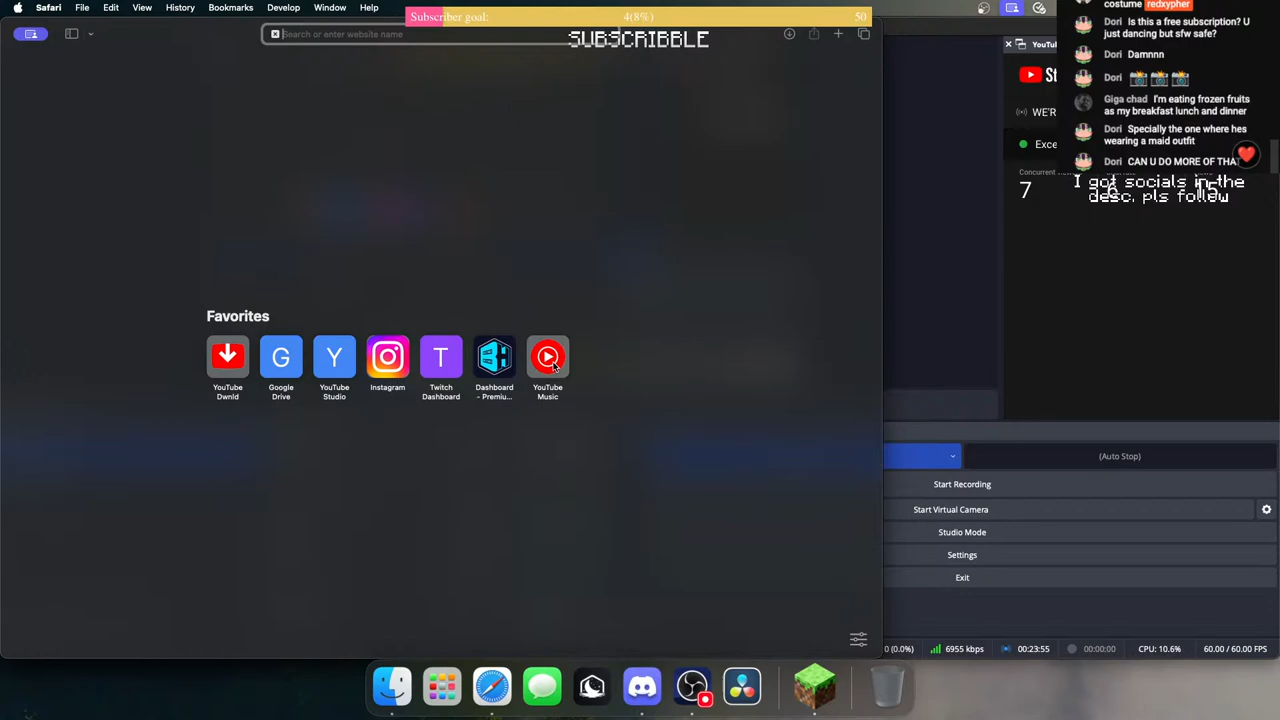 Safari File Edit View History Bookmarks Develop Window Help
Subscriber goal: 4(8%) 50
Search or enter website name
SUBSCRIBBLE
Favorites
YouTube Dwnld
Google Drive
YouTube Studio
Instagram
Twitch Dashboard
Dashboard - Premiu...
YouTube Music
G
Y
T
YouTu
St
WE'R
Exce
Concurrent
7
costume redxypher
Dori Is this a free subscription? U
just dancing but sfw safe?
Dori Damnnn
Dori
Giga chad I'm eating frozen fruits
as my breakfast lunch and dinner
Dori Specially the one where hes
wearing a maid outfit
Dori CAN U DO MORE OF THAT
I got socials in the
desc. pls follow
(Auto Stop)
Start Recording
Start Virtual Camera
Studio Mode
Settings
Exit
0 (0.0%) 6955 kbps 00:23:55 00:00:00 CPU: 10.6% 60.00 / 60.00 FPS